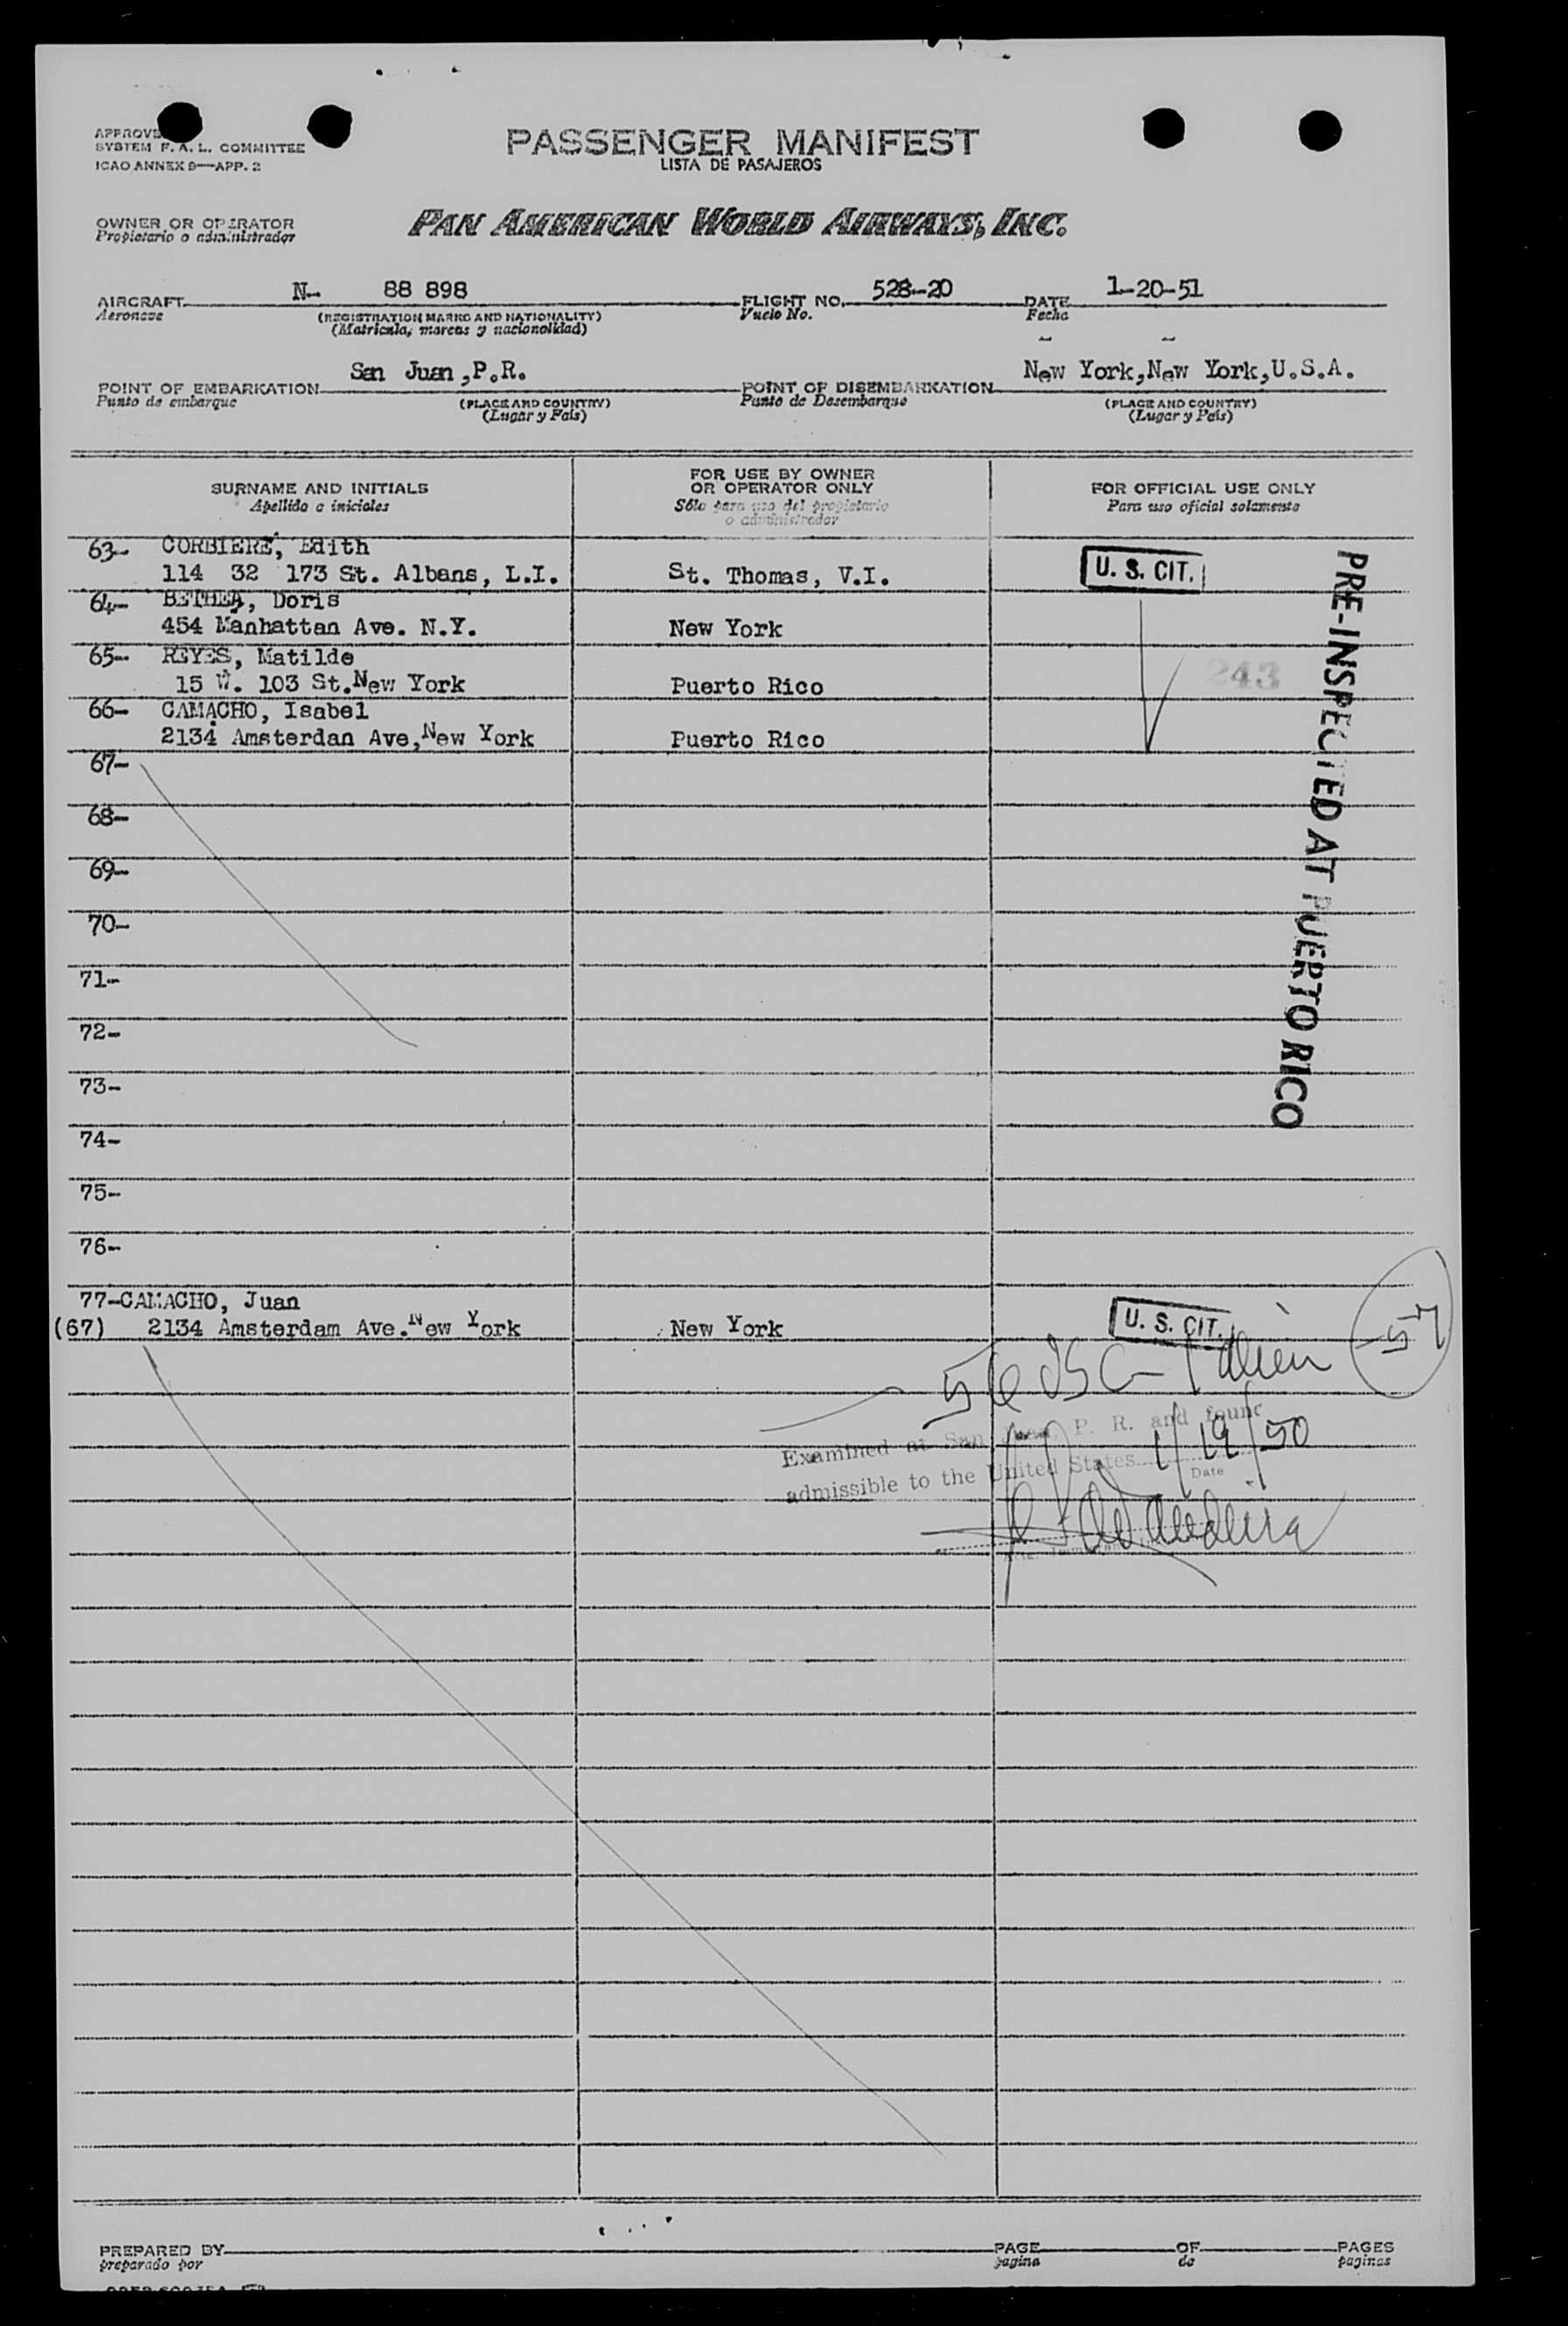 PASSENGER MANIFEST
LISTA DE PASAJEROS
SYSTEM F. A. L. COMMITTEE
ICAO ANNEX 9—APP. 2
OWNER OR OPERATOR
Propietario o administrador
PAN AMERICAN WORLD AIRWAYS, INC.
AIRCRAFT N- 88 898 FLIGHT NO. 528-20 DATE 1-20-51
Aeronave (REGISTRATION MARKS AND NATIONALITY) Vuelo No. Fecha
(Matricula, marcas y nacionalidad)
POINT OF EMBARKATION San Juan,P.R. POINT OF DISEMBARKATION New York,New York,U.S.A.
Punto de embarque (PLACE AND COUNTRY) Punto de Desembarque (PLACE AND COUNTRY)
(Lugar y País) (Lugar y País)
SURNAME AND INITIALS FOR USE BY OWNER OR OPERATOR ONLY FOR OFFICIAL USE ONLY
Apellido e iniciales Sólo para uso del propietario o administrador Para uso oficial solamente
63- CORBIERE, Edith
114 32 173 St. Albans, L.I. St. Thomas, V.I. U. S. CIT.
64- BETHEA, Doris
454 Manhattan Ave. N.Y. New York
65- REYES, Matilde
15 W. 103 St.New York Puerto Rico 243
66- CAMACHO, Isabel
2134 Amsterdan Ave,New York Puerto Rico
67-
68-
69-
70-
71-
72-
73-
74-
75-
76-
PRE-INSPECTED AT PUERTO RICO
77-CAMACHO, Juan
(67) 2134 Amsterdam Ave.New York New York U. S. CIT.
57
56 USC 1 alien
Examined at San Juan, P. R. and found
admissible to the United States 1/19/50
Date
PREPARED BY PAGE OF PAGES
preparado por pagina de paginas